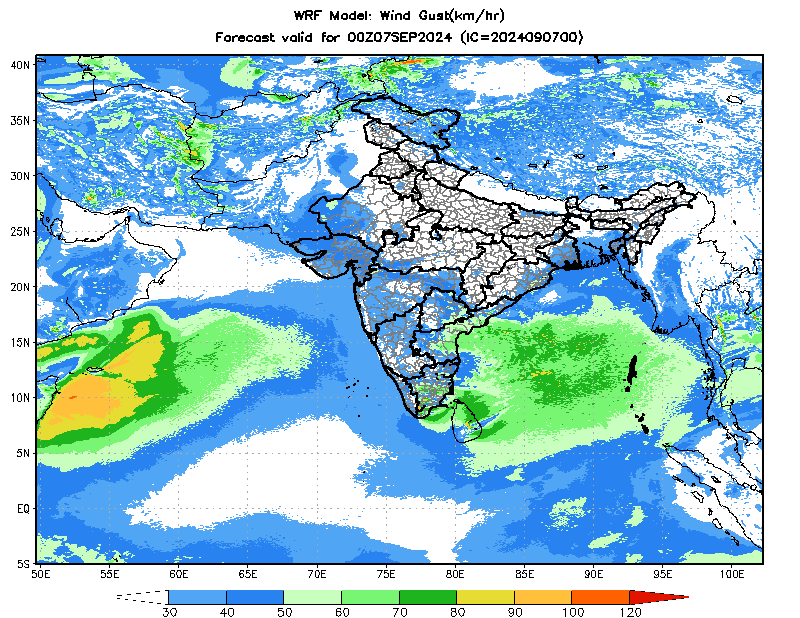 WRF Model: Wind Gust(km/hr)
Forecast valid for 00Z07SEP2024 (IC=2024090700)
40N
35N
30N
25N
20N
15N
10N
5N
EQ
5S
50E 55E 60E 65E 70E 75E 80E 85E 90E 95E 100E
30 40 50 60 70 80 90 100 120